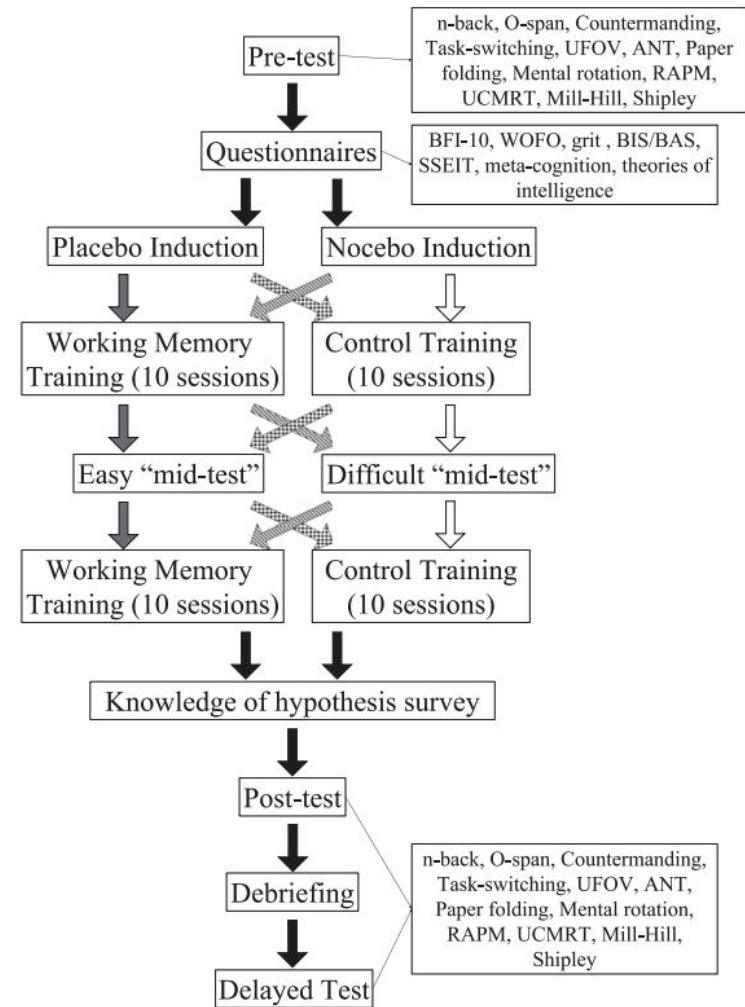 n-back, O-span, Countermanding,
Task-switching, UFOV, ANT, Paper
folding, Mental rotation, RAPM,
UCMRT, Mill-Hill, Shipley
Pre-test
BFI-10, WOFO, grit , BIS/BAS,
SSEIT, meta-cognition, theories of
intelligence
Questionnaires
Placebo Induction
Nocebo Induction
Working Memory
Training (10 sessions)
Control Training
(10 sessions)
Easy “mid-test”
Difficult “mid-test”
Working Memory
Training (10 sessions)
Control Training
(10 sessions)
Knowledge of hypothesis survey
Post-test
n-back, O-span, Countermanding,
Task-switching, UFOV, ANT,
Paper folding, Mental rotation,
RAPM, UCMRT, Mill-Hill,
Shipley
Debriefing
Delayed Test